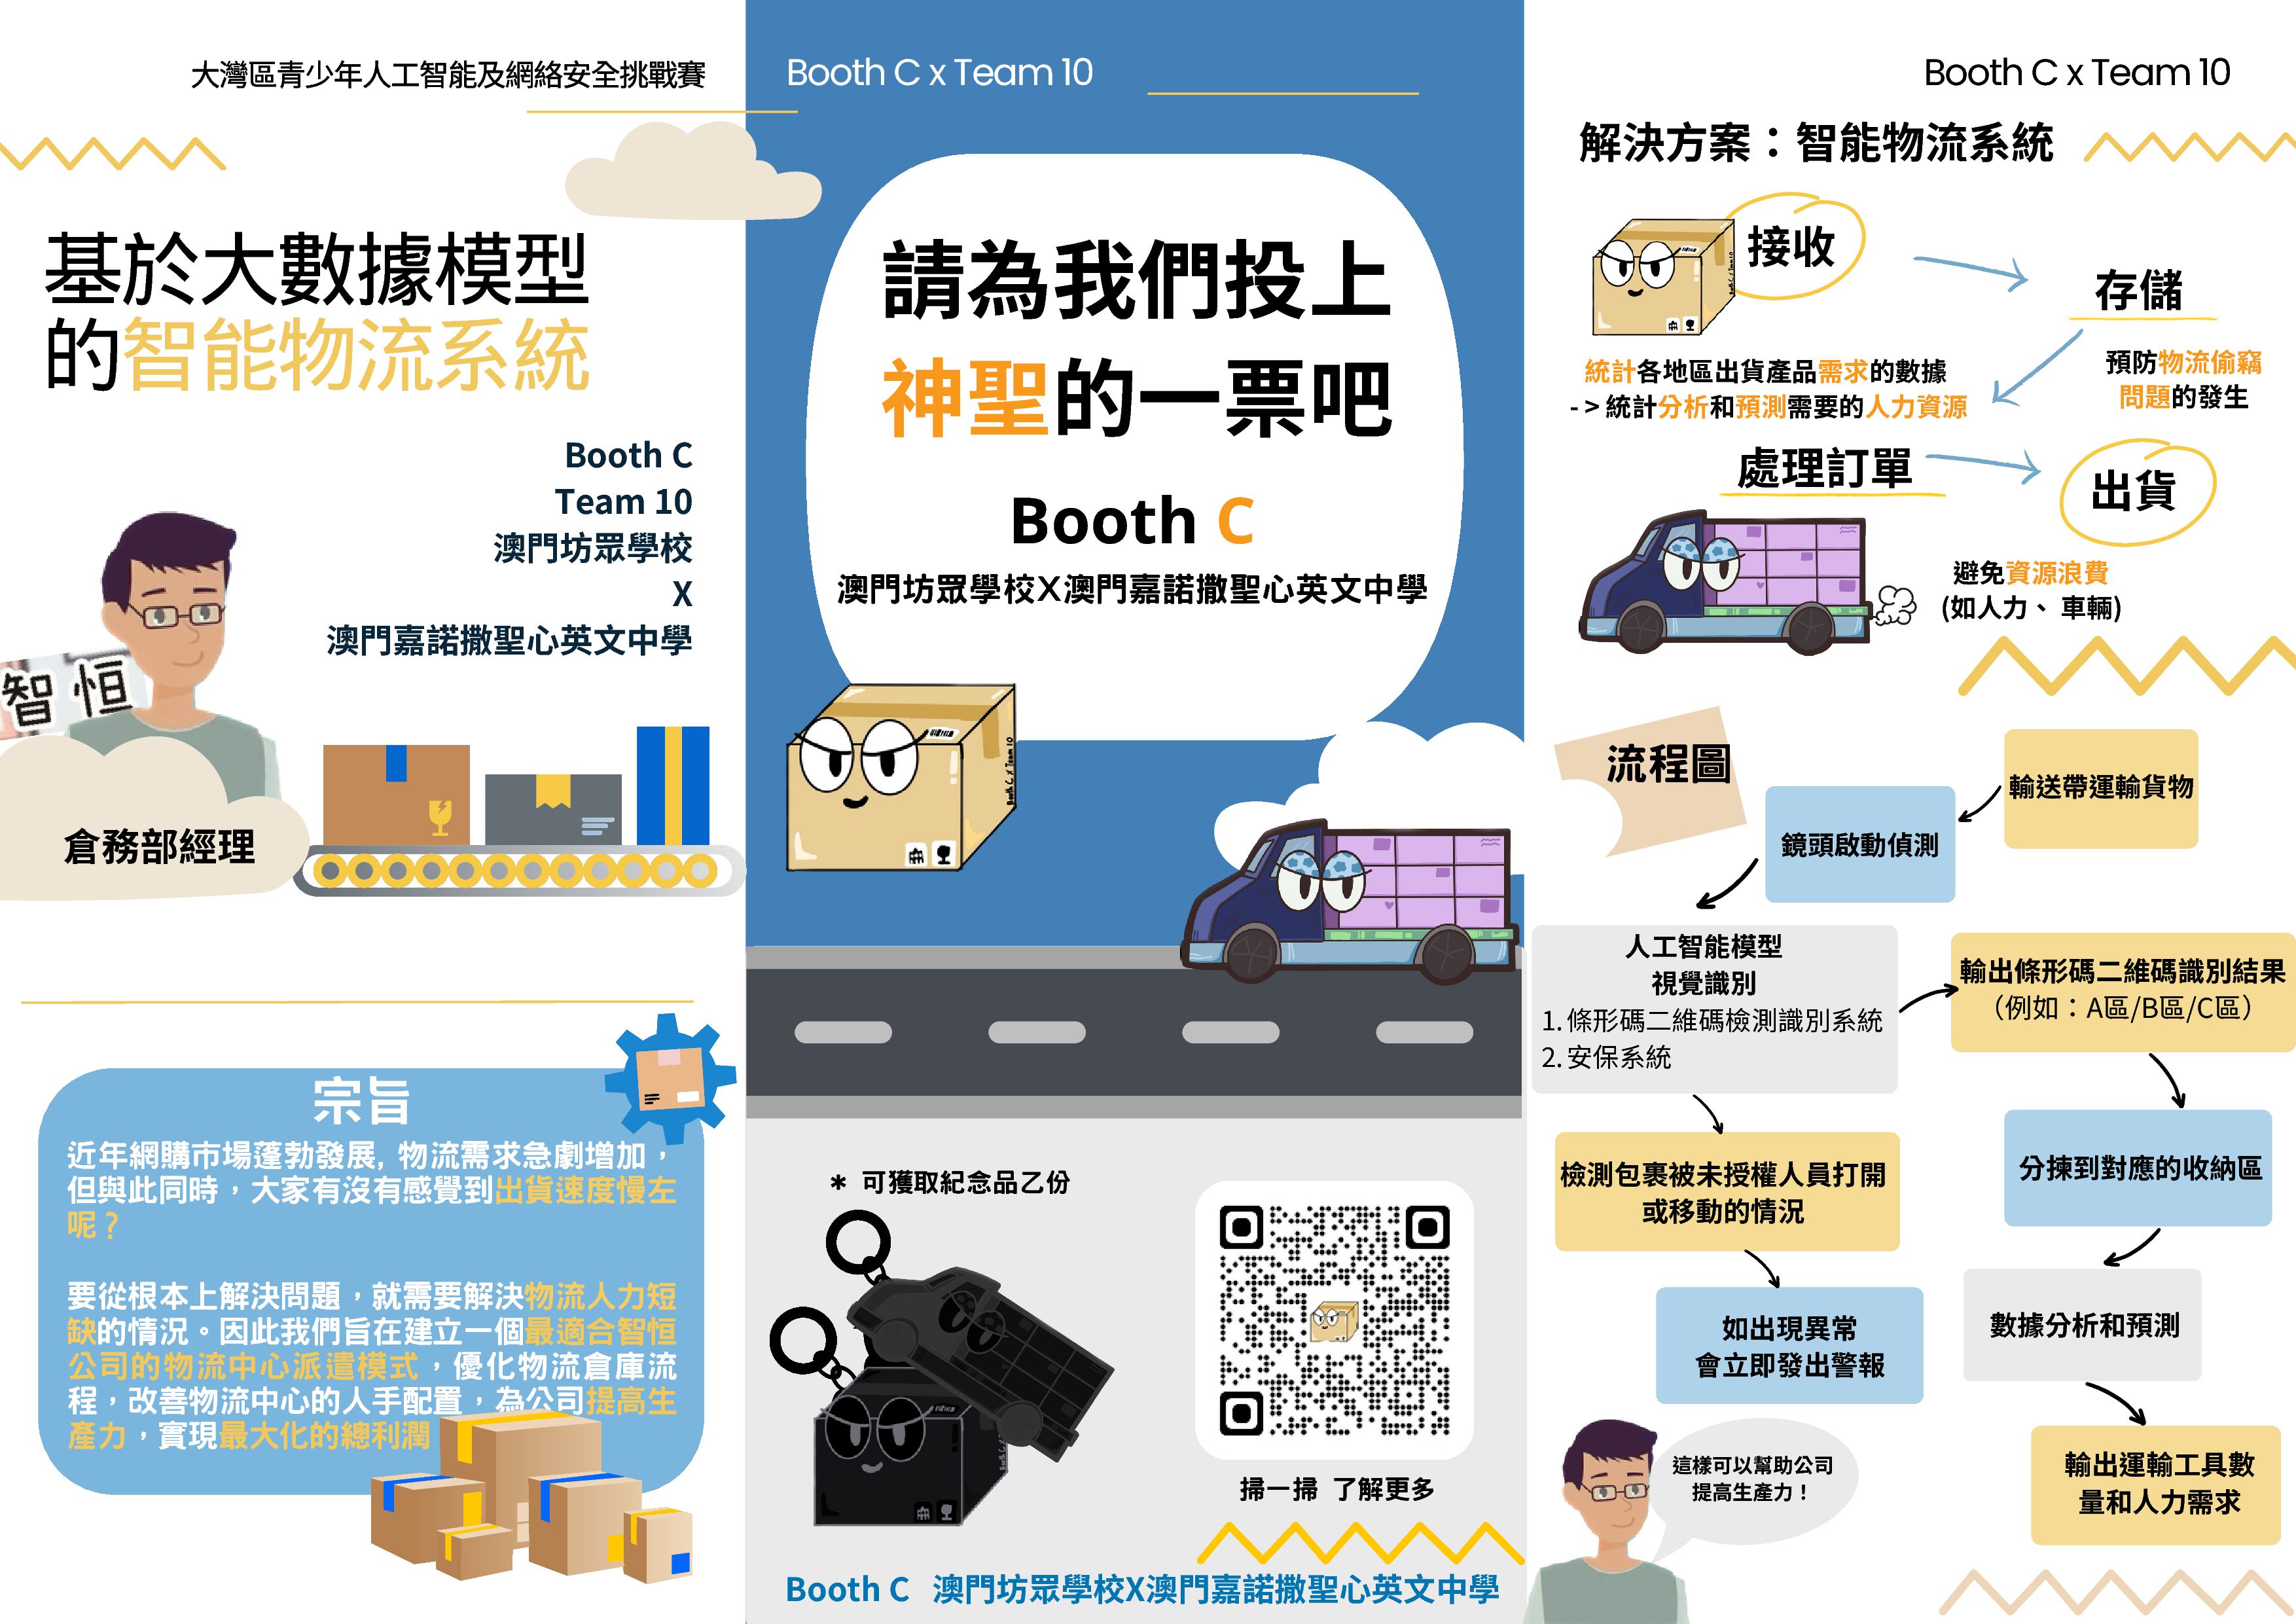 大灣區青少年人工智能及網絡安全挑戰賽
基於大數據模型
的智能物流系統
Booth C
Team 10
澳門坊眾學校
X
澳門嘉諾撒聖心英文中學
智恒
倉務部經理
宗旨
近年網購市場蓬勃發展, 物流需求急劇增加，
但與此同時，大家有沒有感覺到出貨速度慢左
呢？
要從根本上解決問題，就需要解決物流人力短
缺的情況。因此我們旨在建立一個最適合智恒
公司的物流中心派遣模式，優化物流倉庫流
程，改善物流中心的人手配置，為公司提高生
產力，實現最大化的總利潤
Booth C x Team 10
請為我們投上
神聖的一票吧
Booth C
澳門坊眾學校X澳門嘉諾撒聖心英文中學
Booth C x Team 10
* 可獲取紀念品乙份
掃一掃 了解更多
Booth C 澳門坊眾學校X澳門嘉諾撒聖心英文中學
Booth C x Team 10
解決方案：智能物流系統
接收
存儲
統計各地區出貨產品需求的數據
-> 統計分析和預測需要的人力資源
預防物流偷竊
問題的發生
處理訂單
出貨
避免資源浪費
(如人力、車輛)
流程圖
輸送帶運輸貨物
鏡頭啟動偵測
人工智能模型
視覺識別
1. 條形碼二維碼檢測識別系統
2. 安保系統
輸出條形碼二維碼識別結果
（例如：A區/B區/C區）
檢測包裹被未授權人員打開
或移動的情況
分揀到對應的收納區
如出現異常
會立即發出警報
數據分析和預測
這樣可以幫助公司
提高生產力！
輸出運輸工具數
量和人力需求